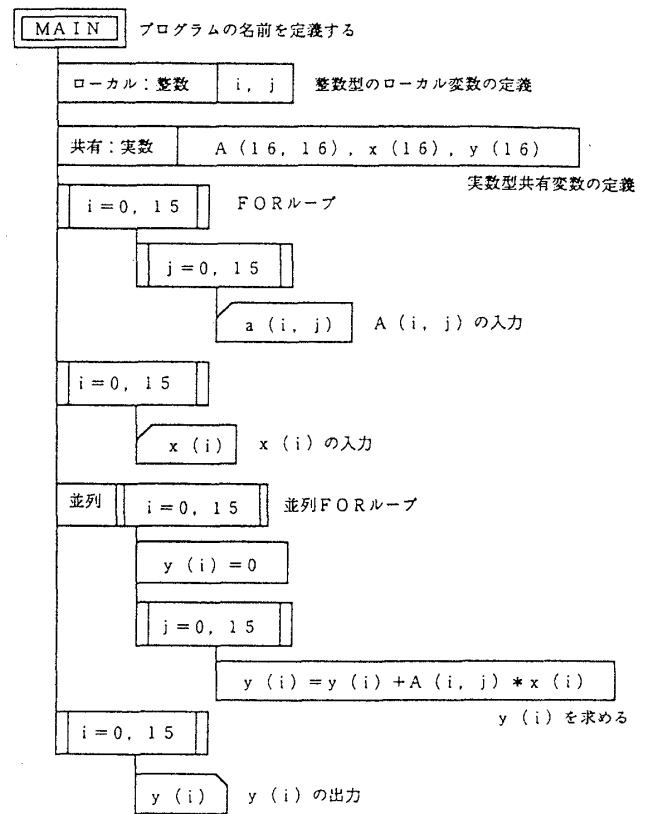 MAIN プログラムの名前を定義する
ローカル：整数 i, j 整数型のローカル変数の定義
共有：実数 A (16, 16), x (16), y (16)
実数型共有変数の定義
i=0, 15 FORループ
j=0, 15
a (i, j) A (i, j) の入力
i=0, 15
x (i) x (i) の入力
並列 i=0, 15 並列FORループ
y (i) =0
j=0, 15
y (i) =y (i) +A (i, j) *x (i)
y (i) を求める
i=0, 15
y (i) y (i) の出力